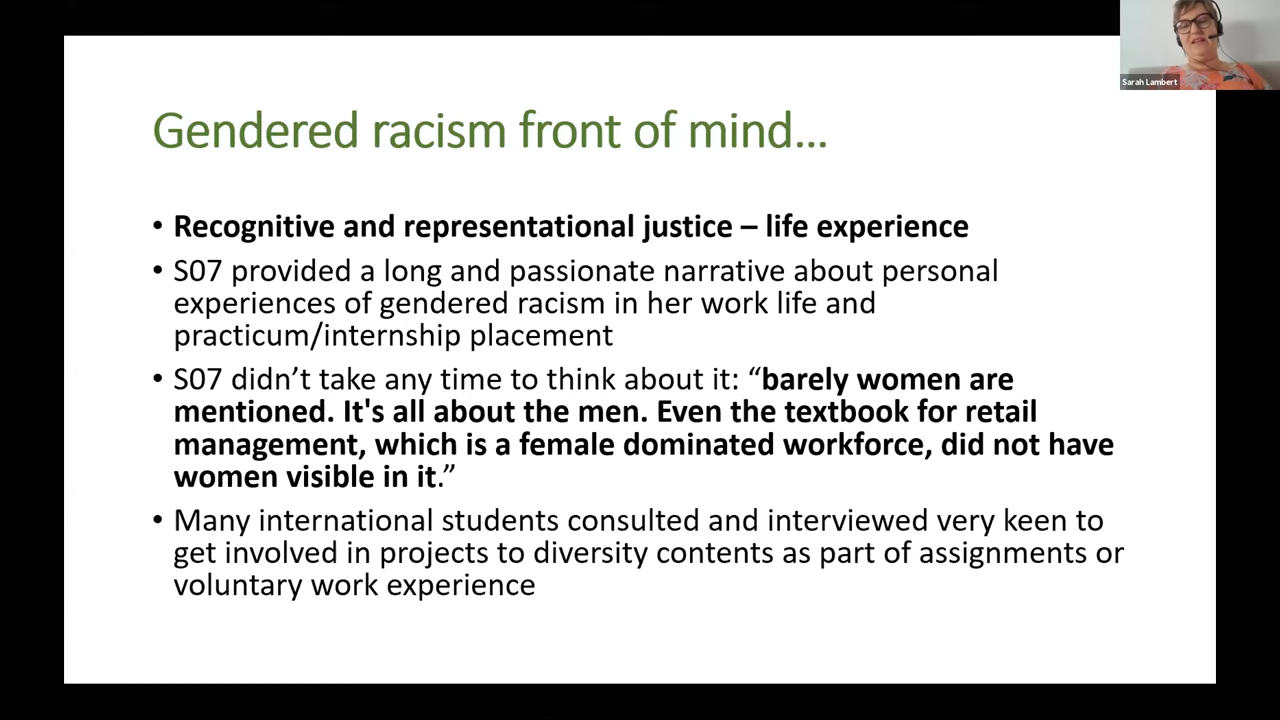 Sarah Lambert
Gendered racism front of mind...
• Recognitive and representational justice – life experience
• S07 provided a long and passionate narrative about personal
experiences of gendered racism in her work life and
practicum/internship placement
• S07 didn’t take any time to think about it: “barely women are
mentioned. It's all about the men. Even the textbook for retail
management, which is a female dominated workforce, did not have
women visible in it.”
• Many international students consulted and interviewed very keen to
get involved in projects to diversity contents as part of assignments or
voluntary work experience